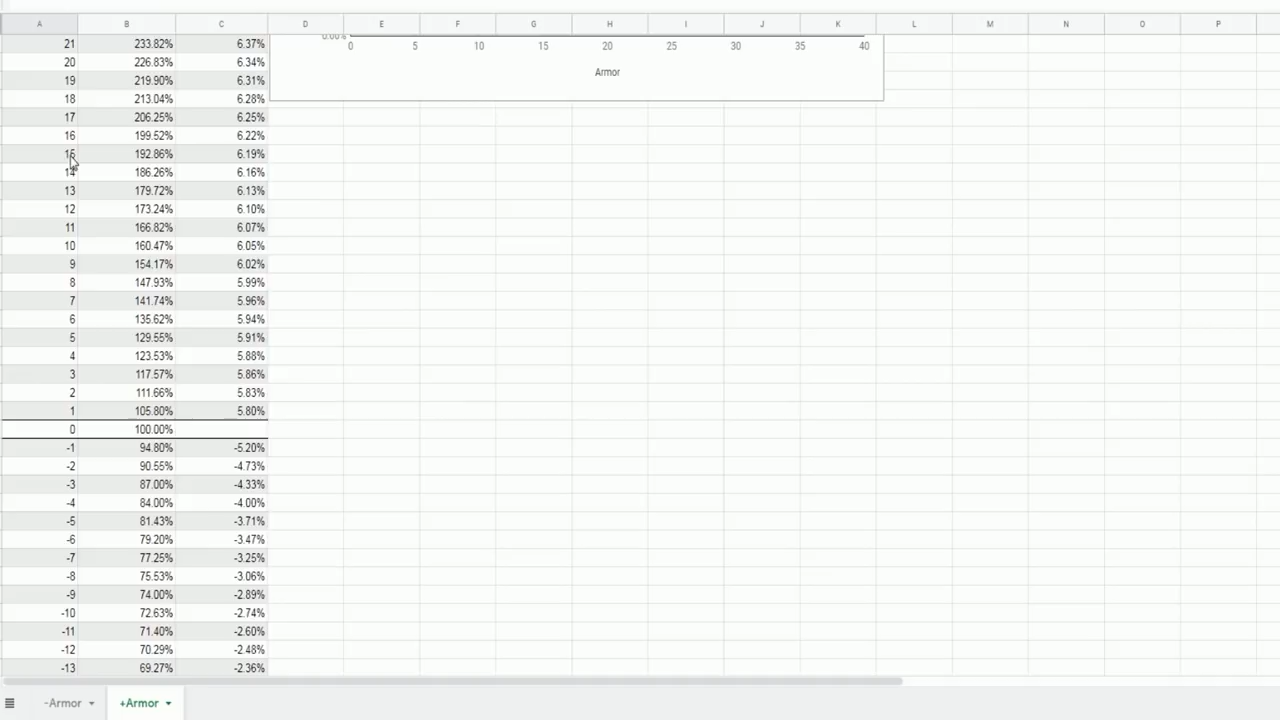 A B C D E F G H I J K L M N O P
21 233.82% 6.37% 0.00% 0 5 10 15 20 25 30 35 40
20 226.83% 6.34% Armor
19 219.90% 6.31%
18 213.04% 6.28%
17 206.25% 6.25%
16 199.52% 6.22%
15 192.86% 6.19%
14 186.26% 6.16%
13 179.72% 6.13%
12 173.24% 6.10%
11 166.82% 6.07%
10 160.47% 6.05%
9 154.17% 6.02%
8 147.93% 5.99%
7 141.74% 5.96%
6 135.62% 5.94%
5 129.55% 5.91%
4 123.53% 5.88%
3 117.57% 5.86%
2 111.66% 5.83%
1 105.80% 5.80%
0 100.00%
-1 94.80% -5.20%
-2 90.55% -4.73%
-3 87.00% -4.33%
-4 84.00% -4.00%
-5 81.43% -3.71%
-6 79.20% -3.47%
-7 77.25% -3.25%
-8 75.53% -3.06%
-9 74.00% -2.89%
-10 72.63% -2.74%
-11 71.40% -2.60%
-12 70.29% -2.48%
-13 69.27% -2.36%
-Armor +Armor